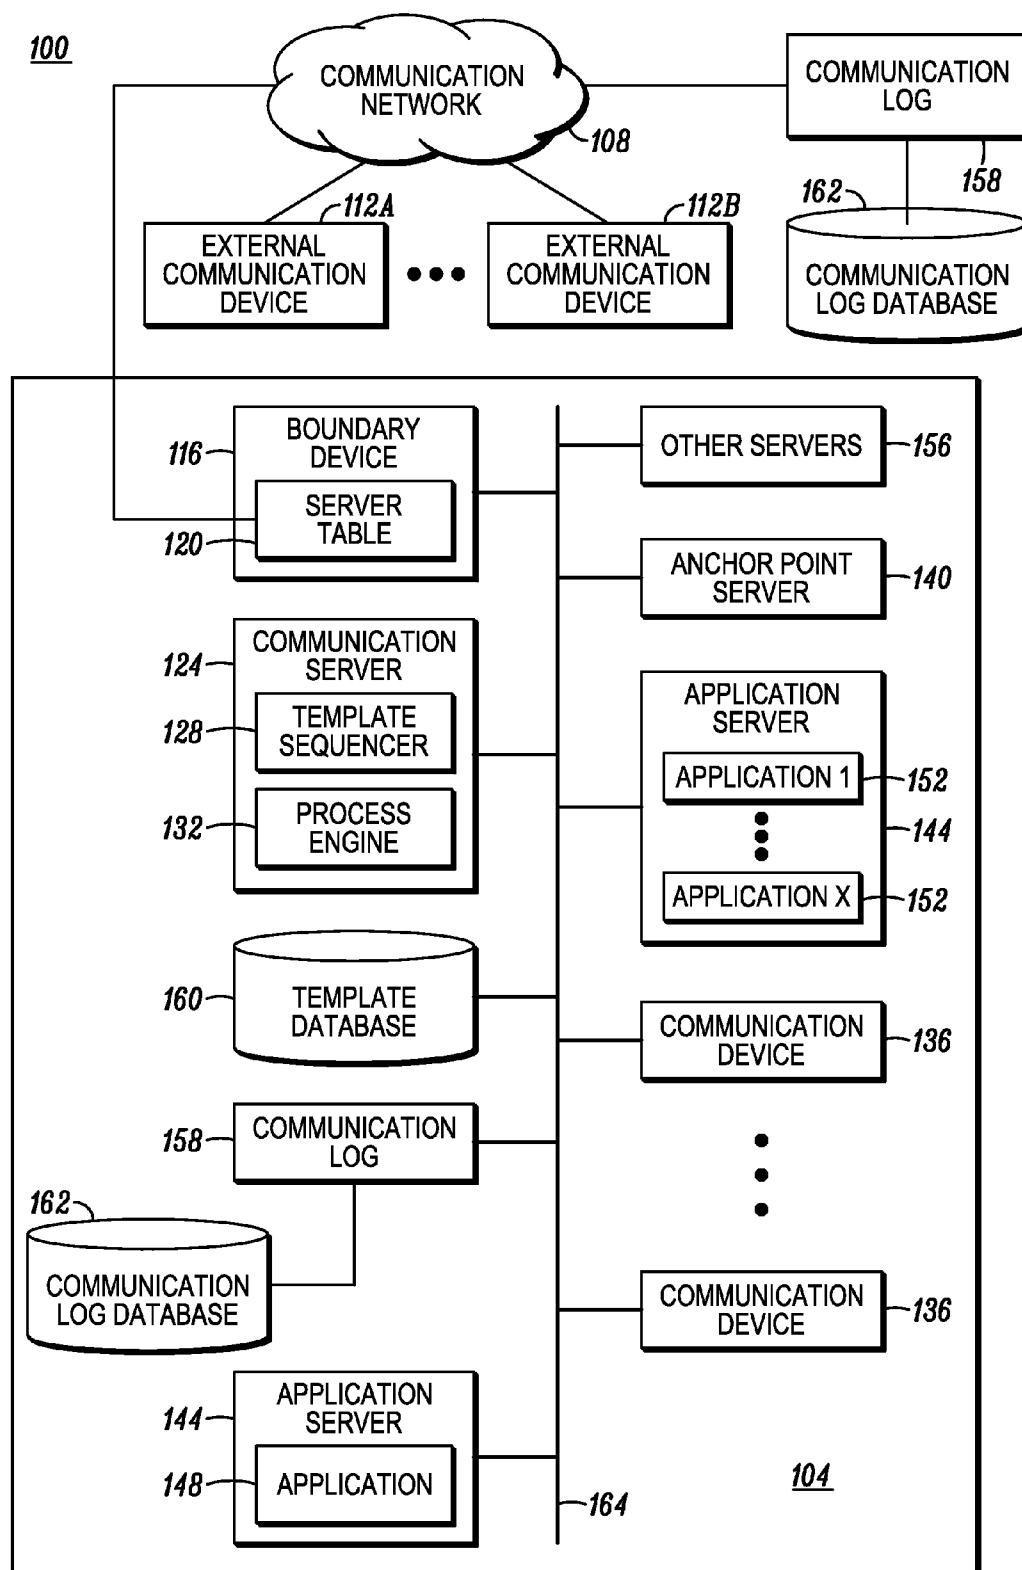 100
COMMUNICATION
NETWORK
108
COMMUNICATION
LOG
158
162
COMMUNICATION
LOG DATABASE
112A
EXTERNAL
COMMUNICATION
DEVICE
112B
EXTERNAL
COMMUNICATION
DEVICE
116
BOUNDARY
DEVICE
120
SERVER
TABLE
OTHER SERVERS
156
ANCHOR POINT
SERVER
140
124
COMMUNICATION
SERVER
128
TEMPLATE
SEQUENCER
132
PROCESS
ENGINE
APPLICATION
SERVER
APPLICATION 1
152
144
APPLICATION X
152
160
TEMPLATE
DATABASE
COMMUNICATION
DEVICE
136
158
COMMUNICATION
LOG
162
COMMUNICATION
LOG DATABASE
COMMUNICATION
DEVICE
136
144
APPLICATION
SERVER
148
APPLICATION
164
104